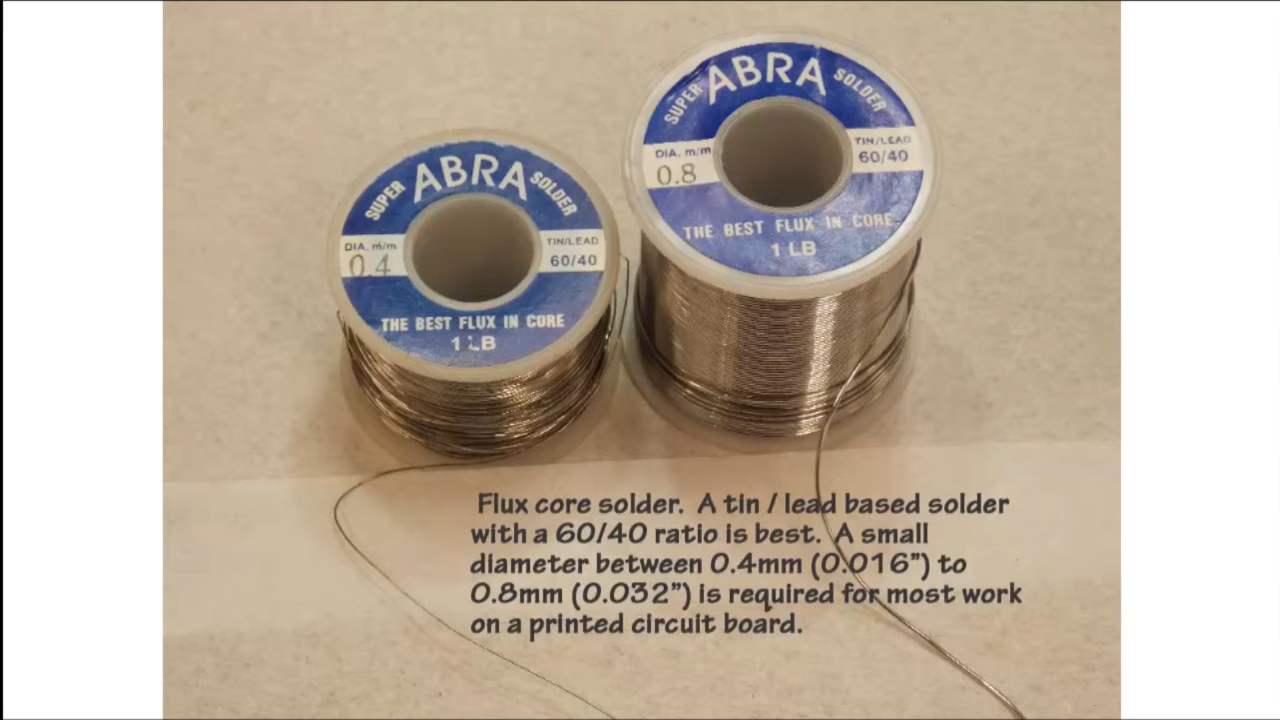 SUPER ABRA SOLDER
DIA. m/m
0.8
TIN/LEAD
60/40
THE BEST FLUX IN CORE
1 LB
SUPER ABRA SOLDER
DIA. m/m
0.4
TIN/LEAD
60/40
THE BEST FLUX IN CORE
1 LB
Flux core solder. A tin / lead based solder
with a 60/40 ratio is best. A small
diameter between 0.4mm (0.016”) to
0.8mm (0.032”) is required for most work
on a printed circuit board.